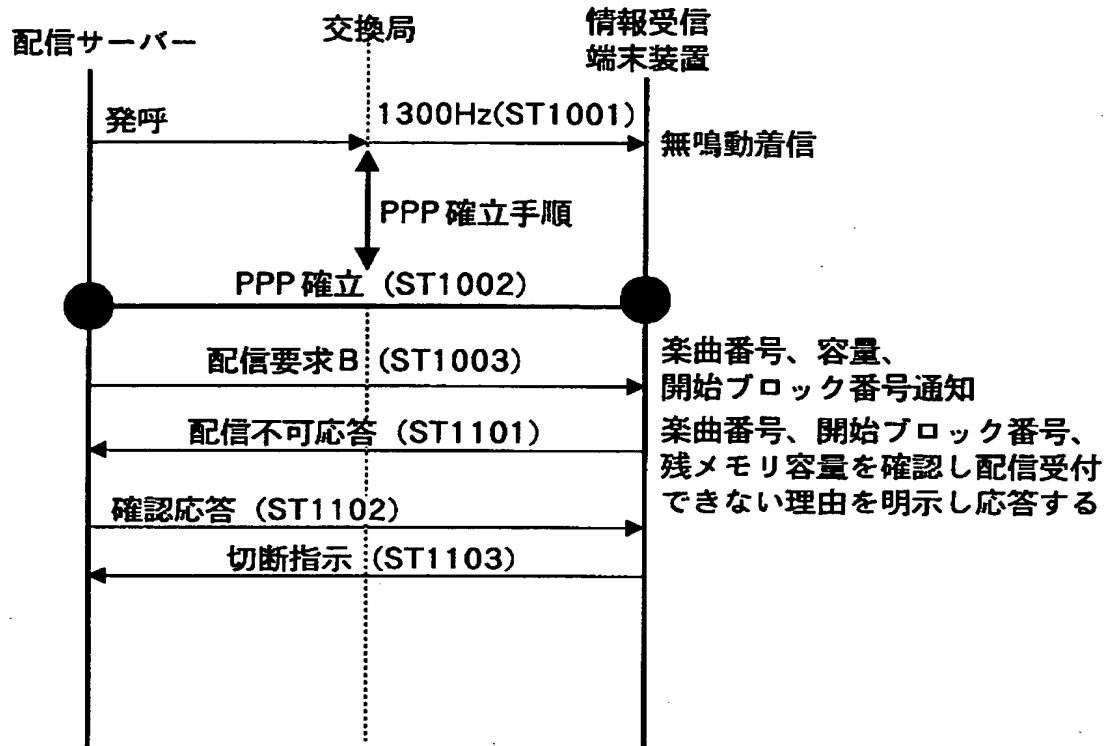 配信サーバー
交換局
情報受信
端末装置
発呼
1300Hz(ST1001)
無鳴動着信
PPP確立手順
PPP確立 (ST1002)
配信要求B (ST1003)
楽曲番号、容量、
開始ブロック番号通知
配信不可応答 (ST1101)
楽曲番号、開始ブロック番号、
残メモリ容量を確認し配信受付
できない理由を明示し応答する
確認応答 (ST1102)
切断指示 (ST1103)